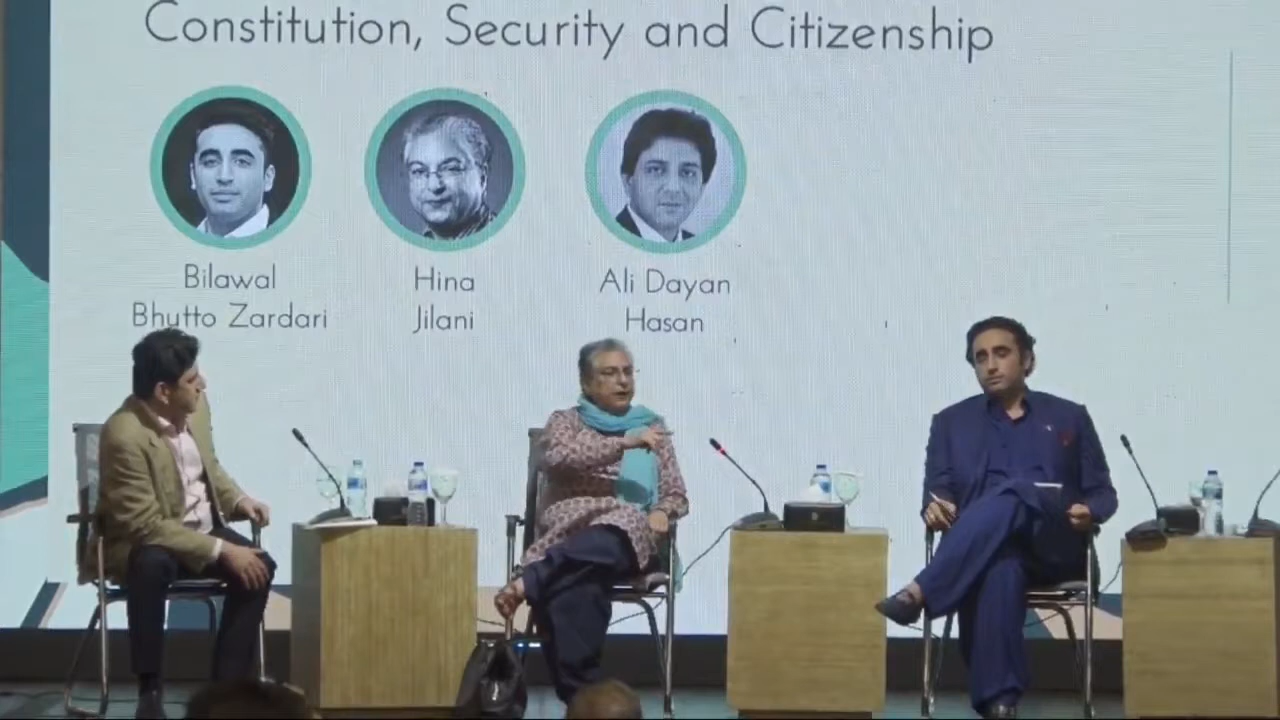 Constitution, Security and Citizenship
Bilawal
Bhutto Zardari
Hina
Jilani
Ali Dayan
Hasan